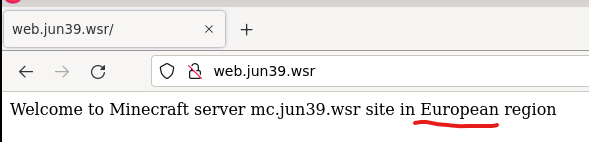 web.jun39.wsr/
web.jun39.wsr
Welcome to Minecraft server mc.jun39.wsr site in European region